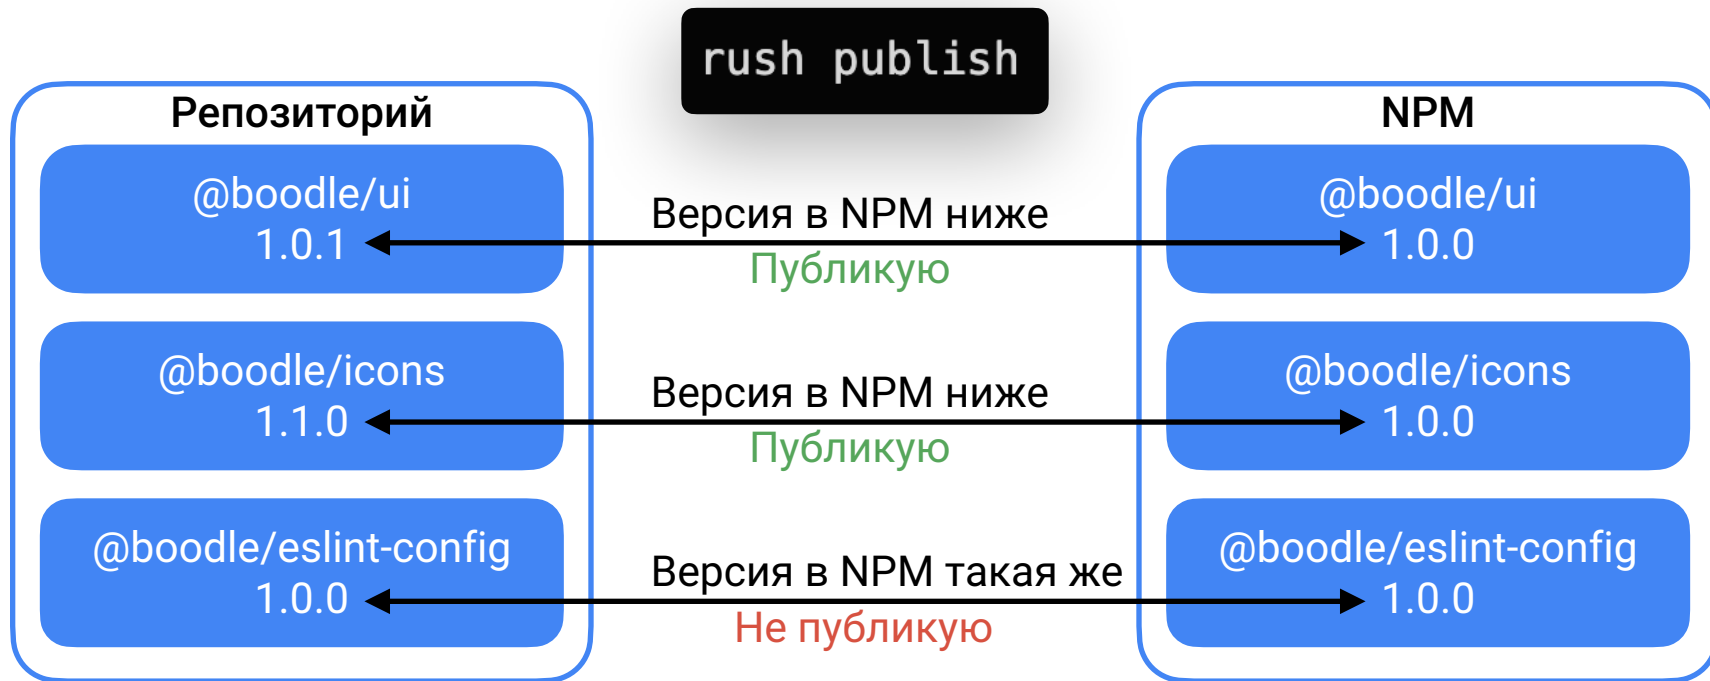 rush publish
Репозиторий
NPM
@boodle/ui
1.0.1
Версия в NPM ниже
Публикую
@boodle/ui
1.0.0
@boodle/icons
1.1.0
Версия в NPM ниже
Публикую
@boodle/icons
1.0.0
@boodle/eslint-config
1.0.0
Версия в NPM такая же
Не публикую
@boodle/eslint-config
1.0.0